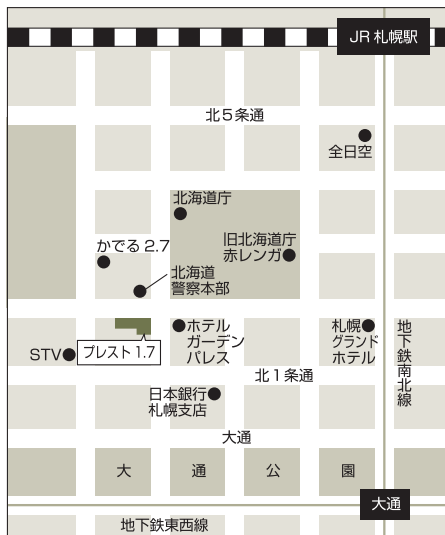 JR 札幌駅
北5条通
全日空
北海道庁
旧北海道庁
赤レンガ
かでる 2.7
北海道
警察本部
ホテル
ガーデン
パレス
札幌
グランド
ホテル
地下鉄南北線
STV
プレスト 1.7
北1条通
日本銀行
札幌支店
大通
大通公園
大通
地下鉄東西線